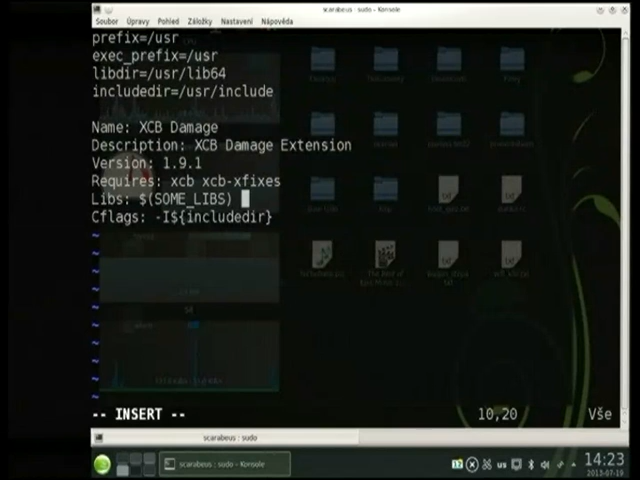 scarabeus : sudo - Konsole
Soubor Úpravy Pohled Záložky Nastavení Nápověda
prefix=/usr
exec_prefix=/usr
libdir=/usr/lib64
includedir=/usr/include
Name: XCB Damage
Description: XCB Damage Extension
Version: 1.9.1
Requires: xcb xcb-xfixes
Libs: $(SOME_LIBS)
Cflags: -I${includedir}
~
~
~
~
~
~
~
~
~
~
-- INSERT -- 10,20 Vše
scarabeus : sudo
scarabeus : sudo - Konsole
us
14:23
2013-07-19